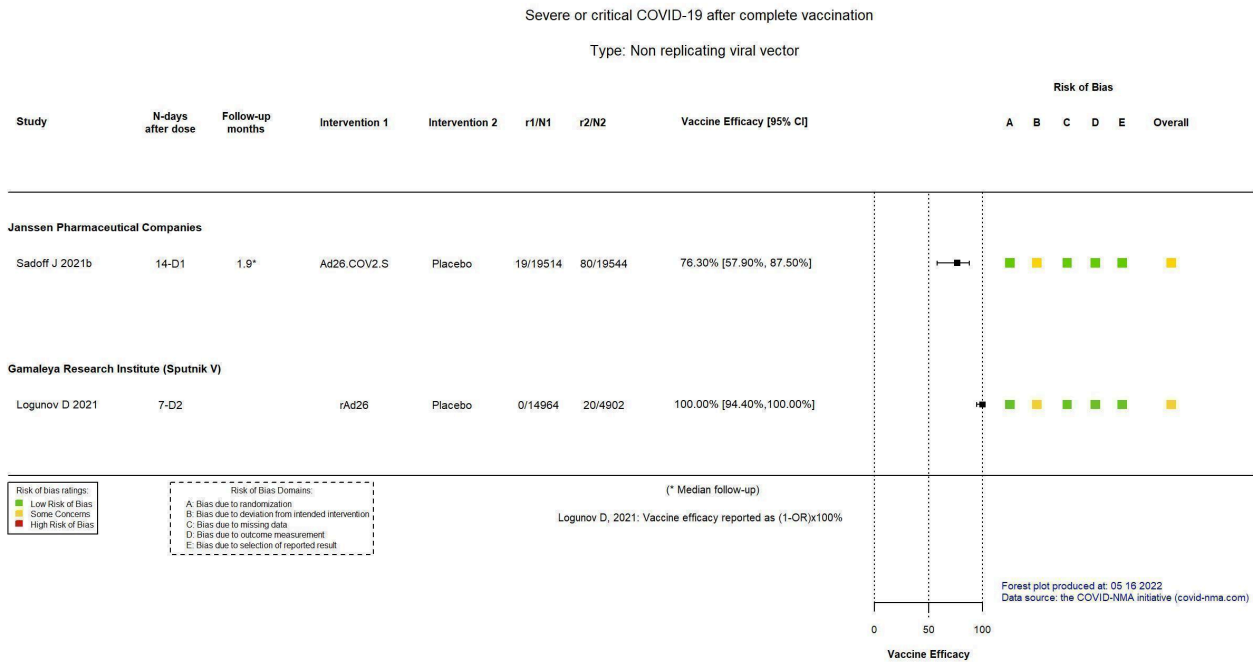 Severe or critical COVID-19 after complete vaccination
Type: Non replicating viral vector
Risk of Bias
Study N-days after dose Follow-up months Intervention 1 Intervention 2 r1/N1 r2/N2 Vaccine Efficacy [95% CI] A B C D E Overall
Janssen Pharmaceutical Companies
Sadoff J 2021b 14-D1 1.9* Ad26.COV2.S Placebo 19/19514 80/19544 76.30% [57.90%, 87.50%]
Gamaleya Research Institute (Sputnik V)
Logunov D 2021 7-D2 rAd26 Placebo 0/14964 20/4902 100.00% [94.40%,100.00%]
Risk of bias ratings:
Low Risk of Bias
Some Concerns
High Risk of Bias
Risk of Bias Domains:
A: Bias due to randomization
B: Bias due to deviation from intended intervention
C: Bias due to missing data
D: Bias due to outcome measurement
E: Bias due to selection of reported result
(* Median follow-up)
Logunov D, 2021: Vaccine efficacy reported as (1-OR)x100%
Forest plot produced at: 05 16 2022
Data source: the COVID-NMA initiative (covid-nma.com)
0 50 100
Vaccine Efficacy